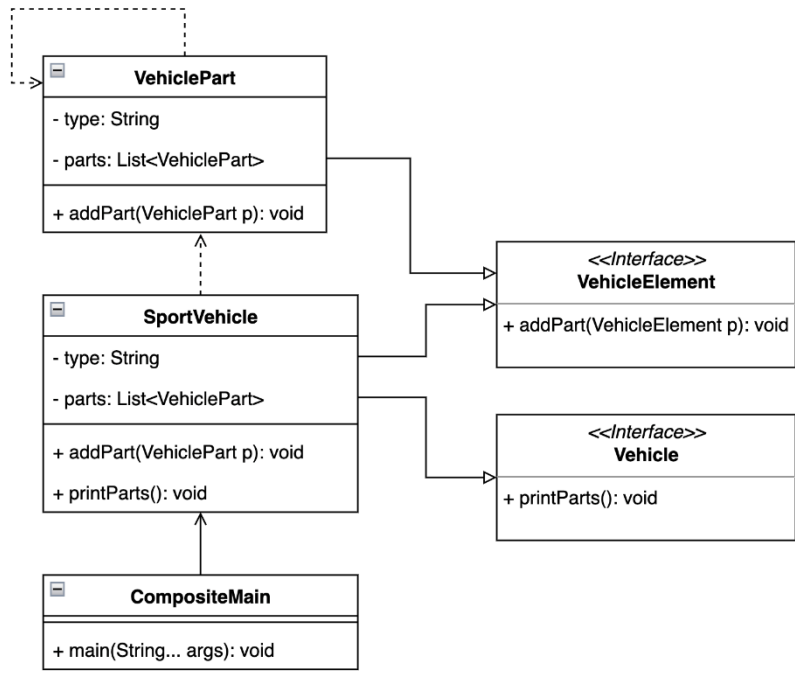 VehiclePart
- type: String
- parts: List<VehiclePart>
+ addPart(VehiclePart p): void
<<Interface>>
VehicleElement
+ addPart(VehicleElement p): void
SportVehicle
- type: String
- parts: List<VehiclePart>
+ addPart(VehiclePart p): void
+ printParts(): void
<<Interface>>
Vehicle
+ printParts(): void
CompositeMain
+ main(String... args): void